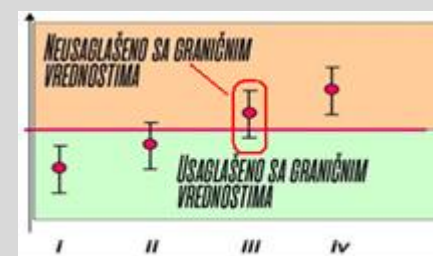 NEUSAGLAŠENO SA GRANIČNIM
VREDNOSTIMA
USAGLAŠENO SA GRANIČNIM
VREDNOSTIMA
I II III IV